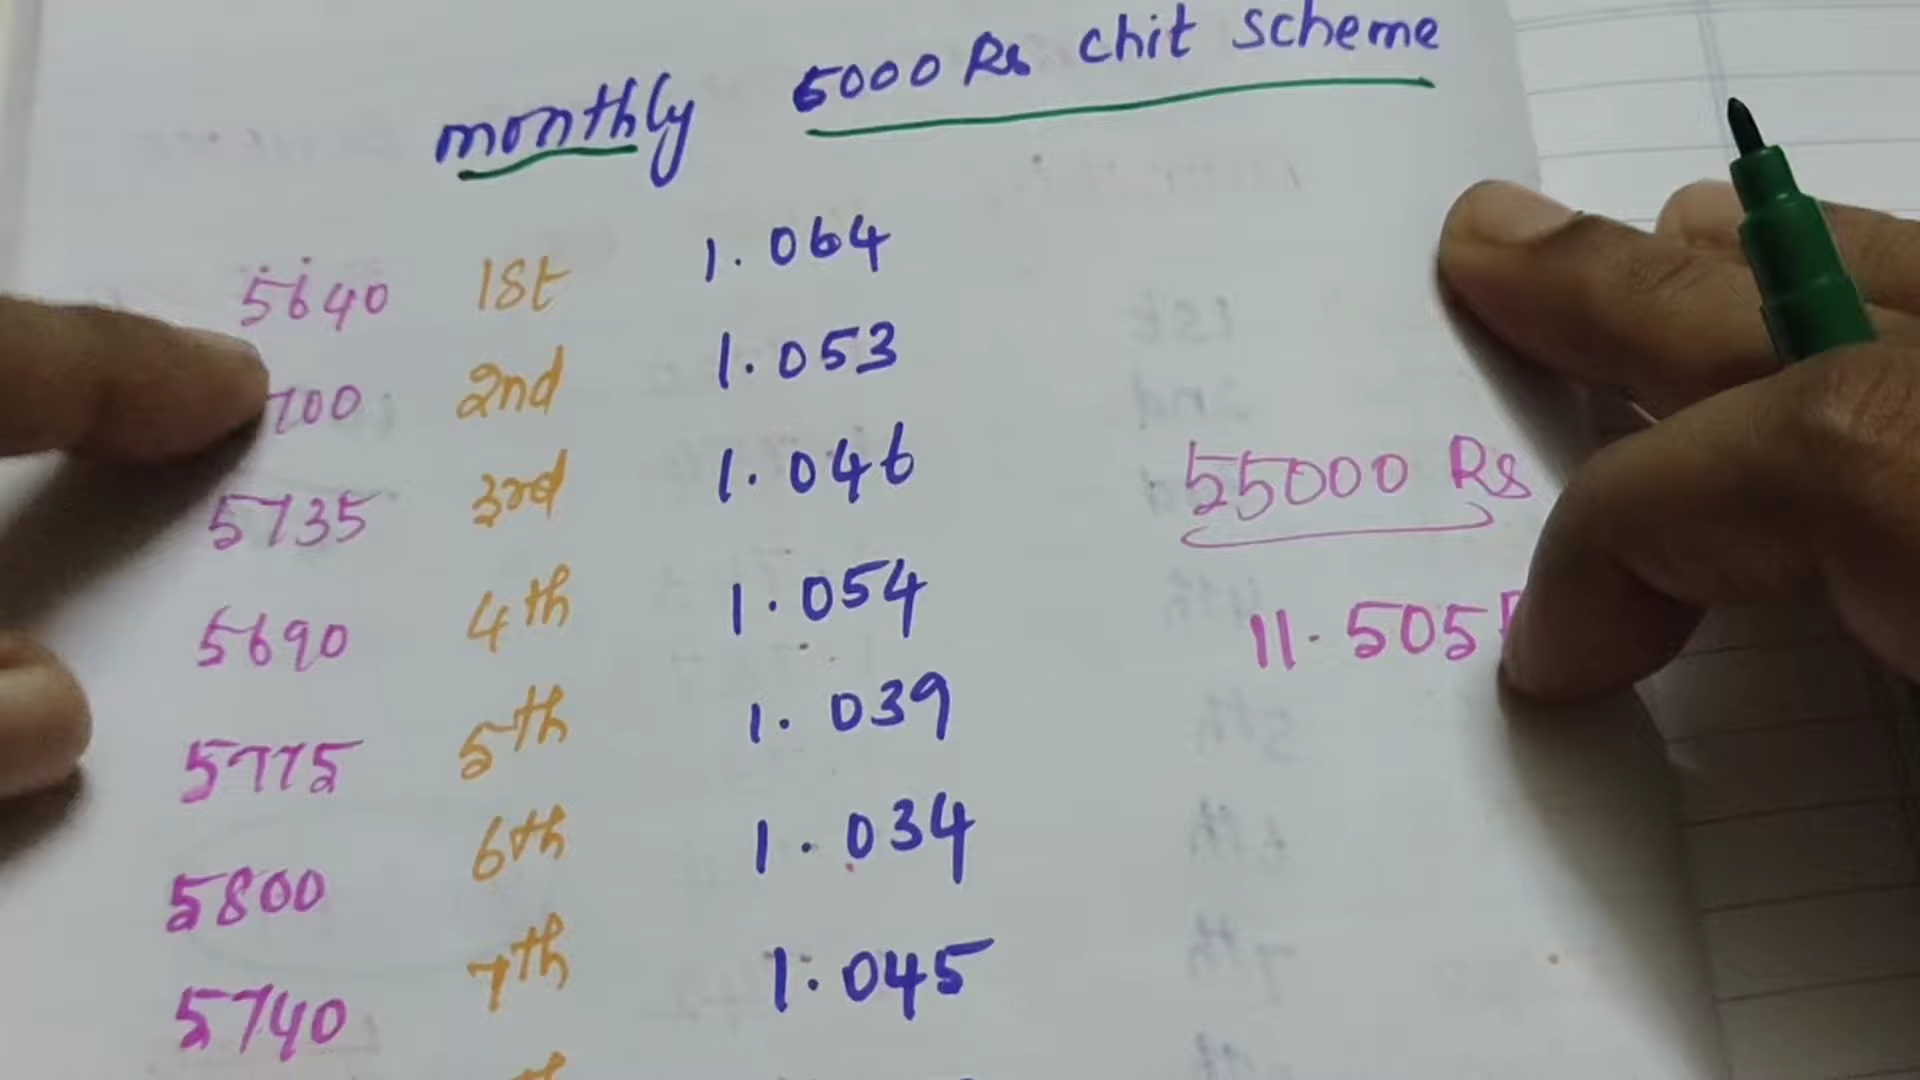 monthly 5000 Rs chit scheme
5640 1st 1.064
700 2nd 1.053
5735 3rd 1.046
55000 Rs
5690 4th 1.054
11.505
5775 5th 1.039
5800 6th 1.034
5740 7th 1.045